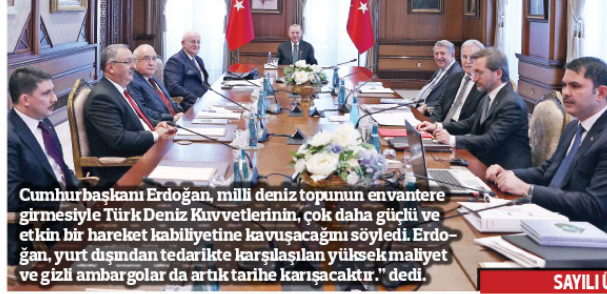 Cumhurbaşkanı Erdoğan, milli deniz topunun envantere
girmesiyle Türk Deniz Kuvvetlerinin, çok daha güçlü ve
etkin bir hareket kabiliyetine kavuşacağını söyledi. Erdo-
ğan, yurt dışından tedarikte karşılaşılan yüksek maliyet
ve gizli ambargolar da artık tarihe karışacaktır.” dedi.
SAYILI